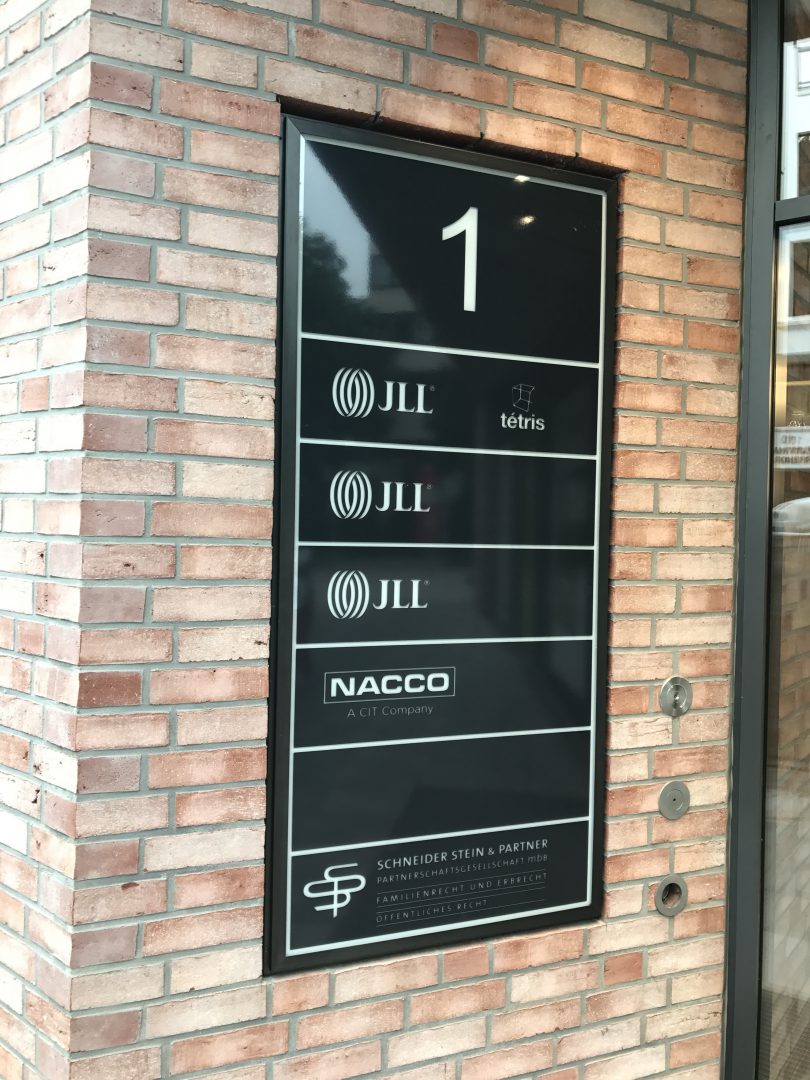 1
JLL®
tétris
JLL®
JLL®
NACCO
A CIT Company
SCHNEIDER STEIN & PARTNER
PARTNERSCHAFTSGESELLSCHAFT mbB
FAMILIENRECHT UND ERBRECHT
ÖFFENTLICHES RECHT